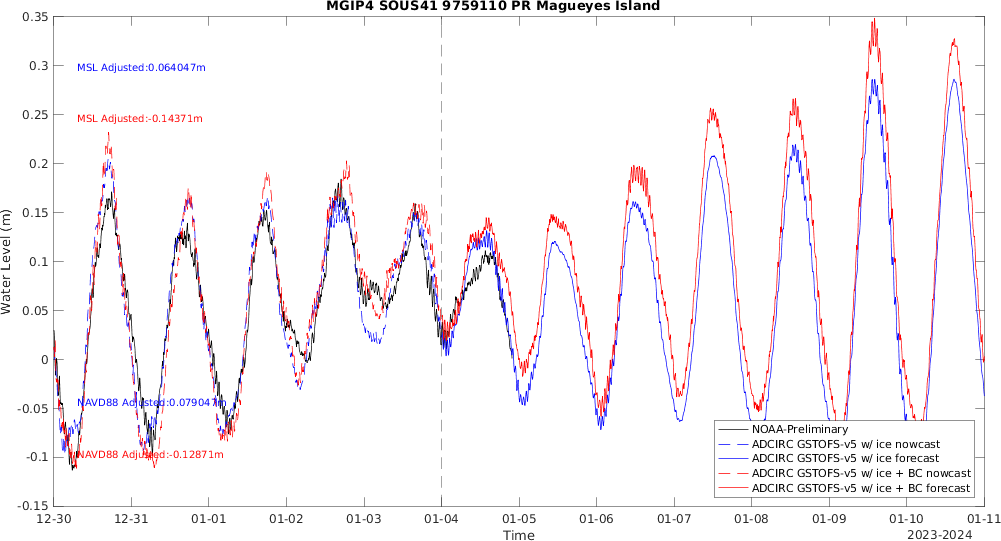 MGIP4 SOUS41 9759110 PR Magueyes Island
0.35
0.3
0.25
0.2
0.15
0.1
0.05
0
-0.05
-0.1
-0.15
Water Level (m)
MSL Adjusted:0.064047m
MSL Adjusted:-0.14371m
NAVD88 Adjusted:0.079047m
NAVD88 Adjusted:-0.12871m
NOAA-Preliminary
ADCIRC GSTOFS-v5 w/ ice nowcast
ADCIRC GSTOFS-v5 w/ ice forecast
ADCIRC GSTOFS-v5 w/ ice + BC nowcast
ADCIRC GSTOFS-v5 w/ ice + BC forecast
12-30 12-31 01-01 01-02 01-03 01-04 01-05 01-06 01-07 01-08 01-09 01-10 01-11
Time
2023-2024